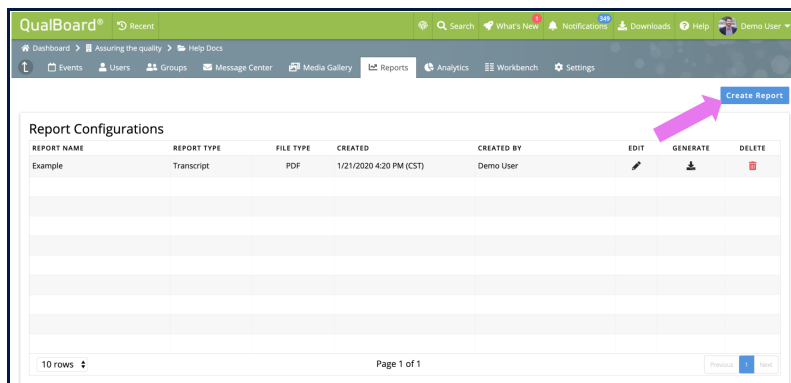 QualBoard® Recent Search What's New 1 Notifications 349 Downloads Help Demo User
Dashboard Assuring the quality Help Docs
Events Users Groups Message Center Media Gallery Reports Analytics Workbench Settings
Create Report
Report Configurations
REPORT NAME REPORT TYPE FILE TYPE CREATED CREATED BY EDIT GENERATE DELETE
Example Transcript PDF 1/21/2020 4:20 PM (CST) Demo User
10 rows Page 1 of 1 Previous 1 Next